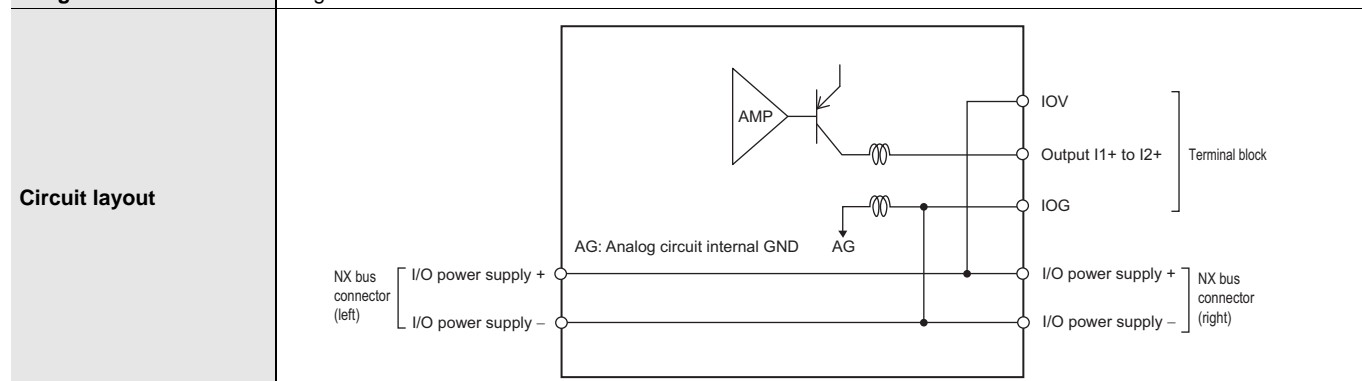 Circuit layout
AMP
IOV
Output I1+ to I2+
Terminal block
IOG
AG: Analog circuit internal GND
AG
NX bus
connector
(left)
I/O power supply +
I/O power supply –
I/O power supply +
I/O power supply –
NX bus
connector
(right)